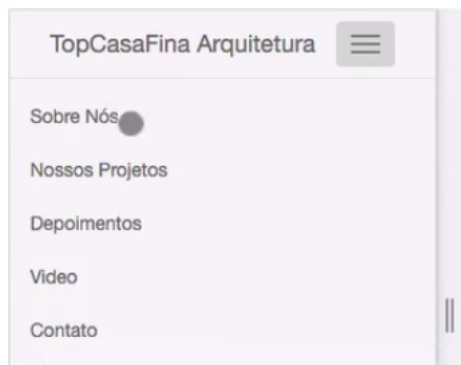 TopCasaFina Arquitetura
Sobre Nós
Nossos Projetos
Depoimentos
Video
Contato